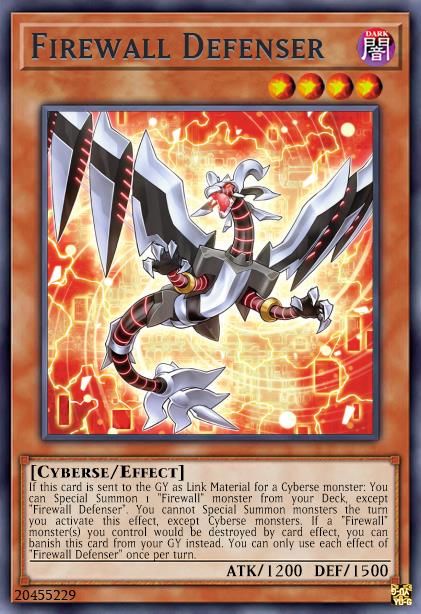 FIREWALL DEFENSER
DARK
闇
[CYBERSE/EFFECT]
If this card is sent to the GY as Link Material for a Cyberse monster: You
can Special Summon 1 "Firewall" monster from your Deck, except
"Firewall Defenser". You cannot Special Summon monsters the turn
you activate this effect, except Cyberse monsters. If a "Firewall"
monster(s) you control would be destroyed by card effect, you can
banish this card from your GY instead. You can only use each effect of
"Firewall Defenser" once per turn.
ATK/1200 DEF/1500
20455229